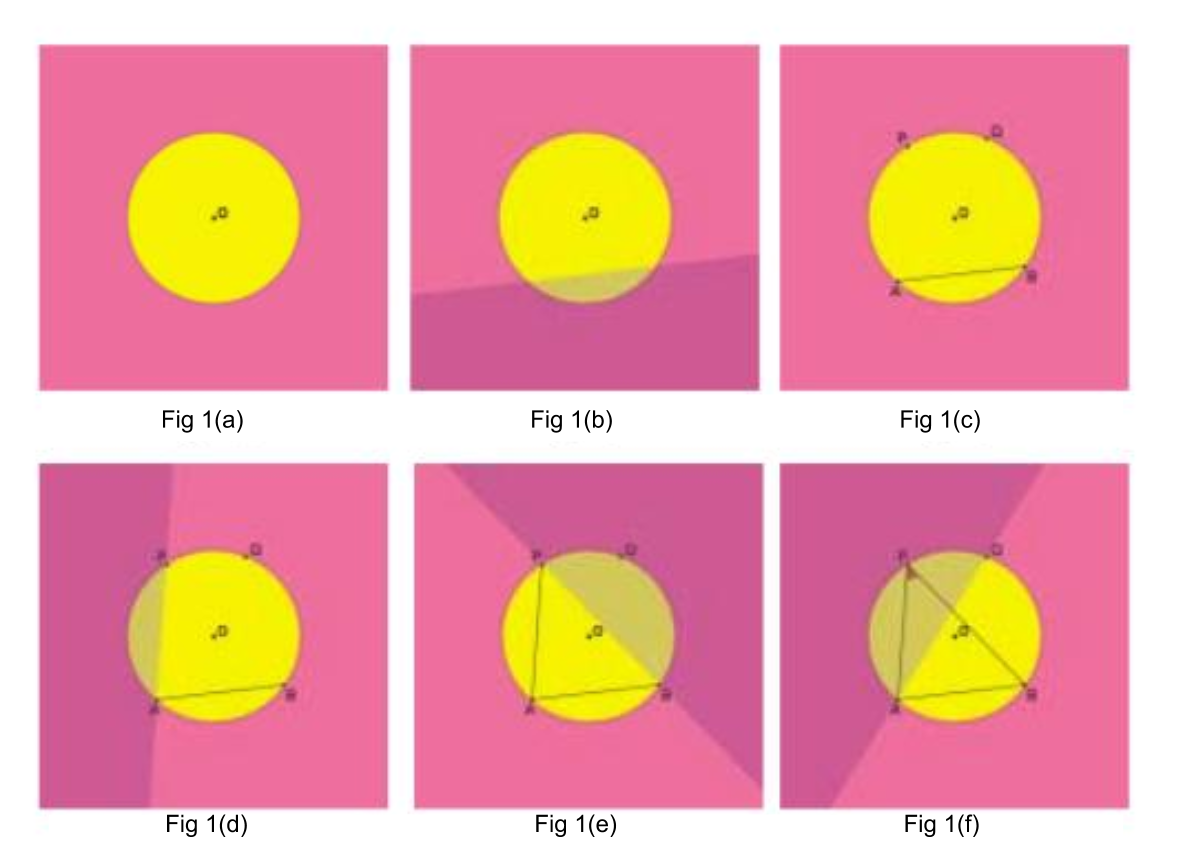 O
Fig 1(a)
O
Fig 1(b)
P Q
O
A B
Fig 1(c)
P Q
O
A B
Fig 1(d)
P Q
O
A B
Fig 1(e)
P Q
O
A B
Fig 1(f)